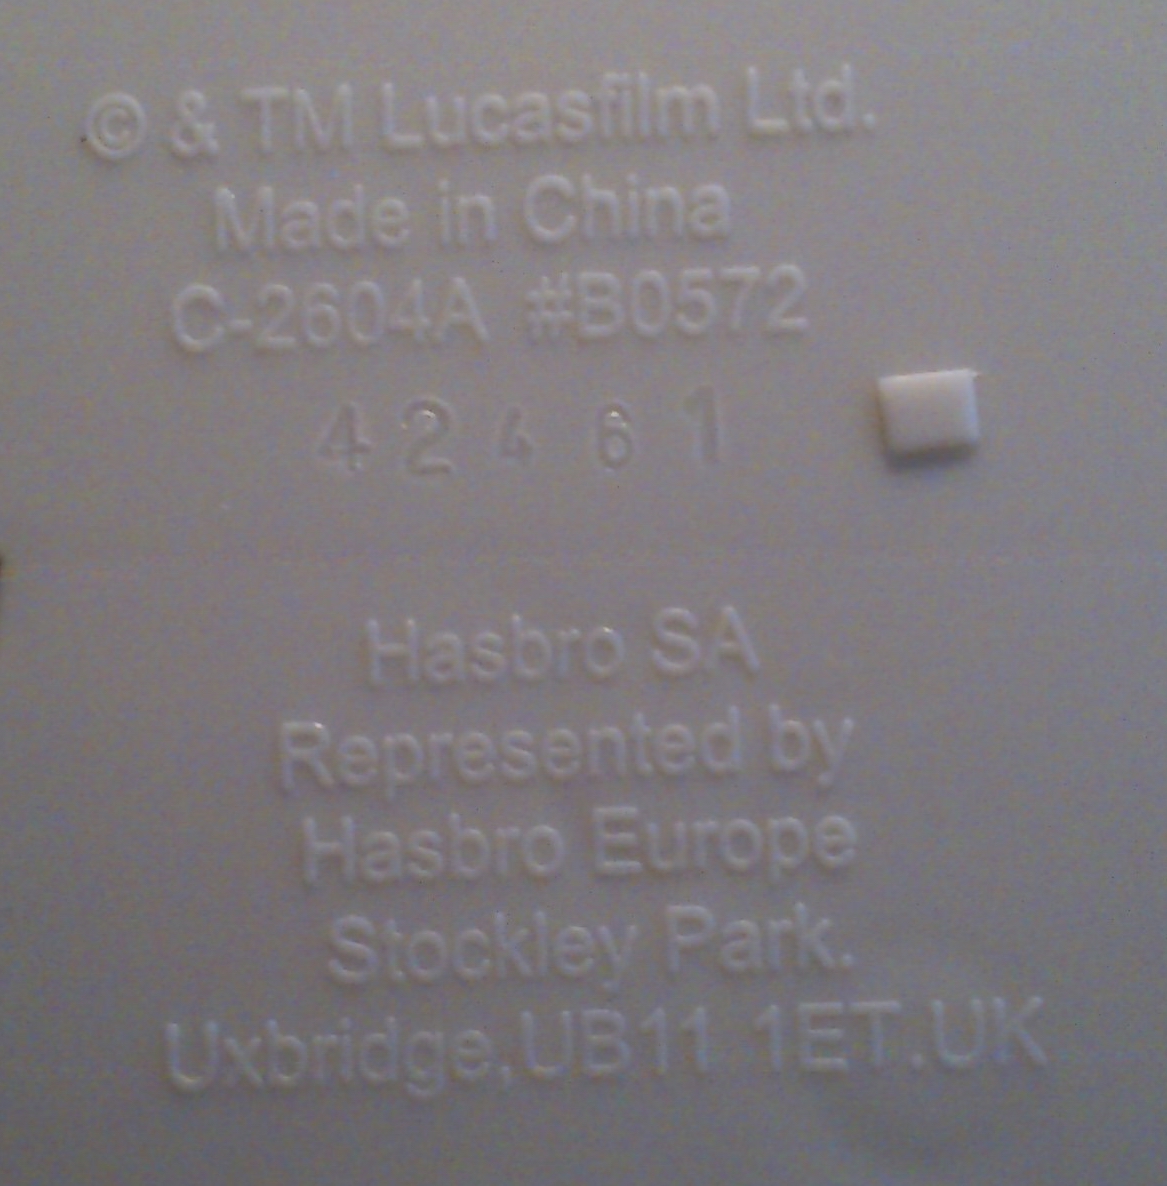 © & TM Lucasfilm Ltd.
Made in China
C-2604A #B0572
4 2 4 6 1
Hasbro SA
Represented by
Hasbro Europe
Stockley Park.
Uxbridge,UB11 1ET.UK